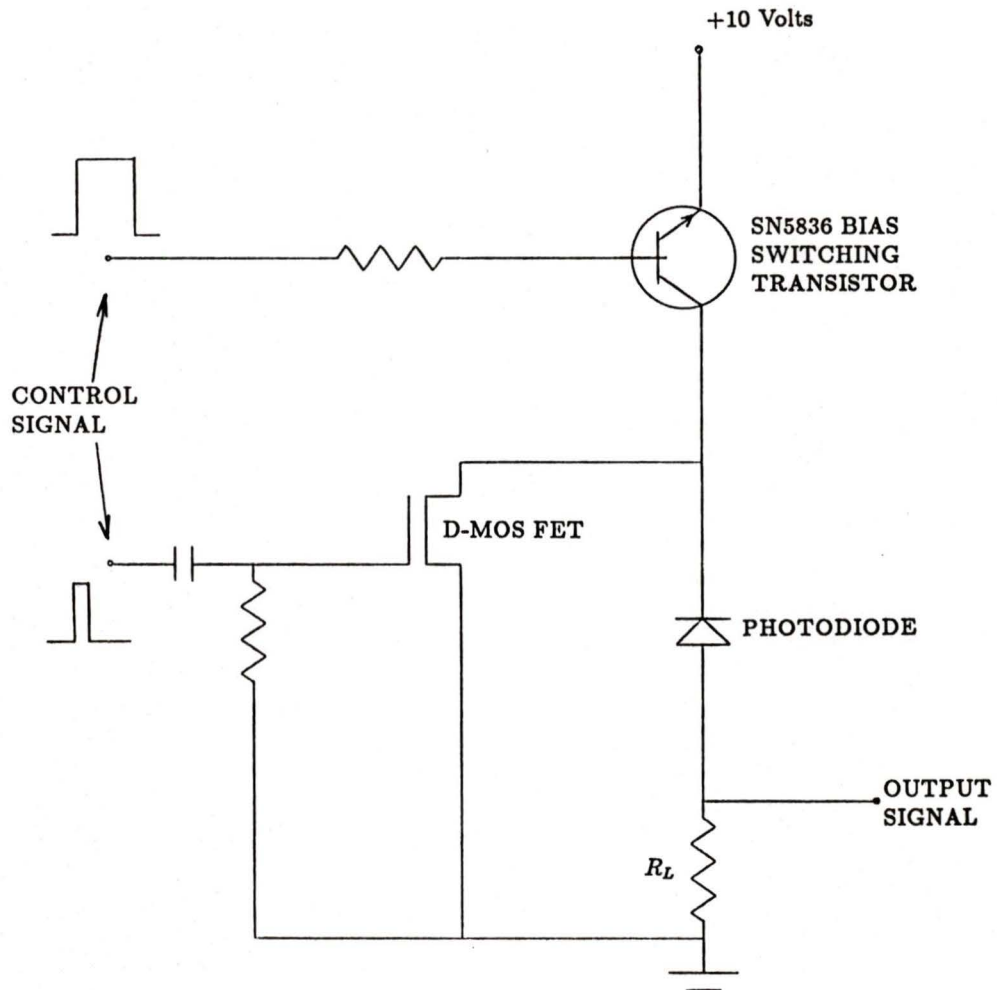 +10 Volts
SN5836 BIAS
SWITCHING
TRANSISTOR
CONTROL
SIGNAL
D-MOS FET
PHOTODIODE
OUTPUT
SIGNAL
R_L